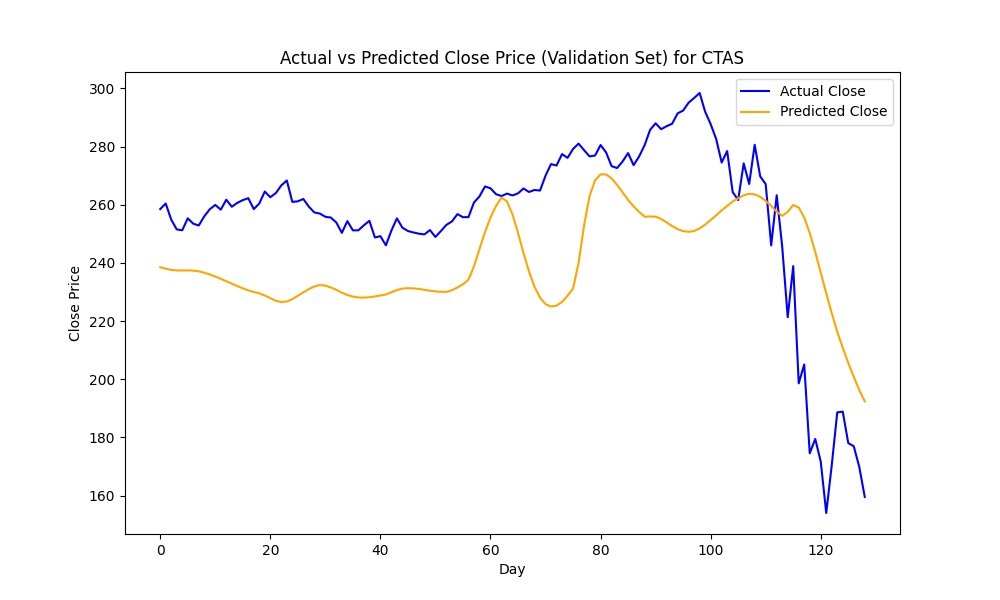 Actual vs Predicted Close Price (Validation Set) for CTAS
Actual Close
Predicted Close
Close Price
300
280
260
240
220
200
180
160
0 20 40 60 80 100 120
Day